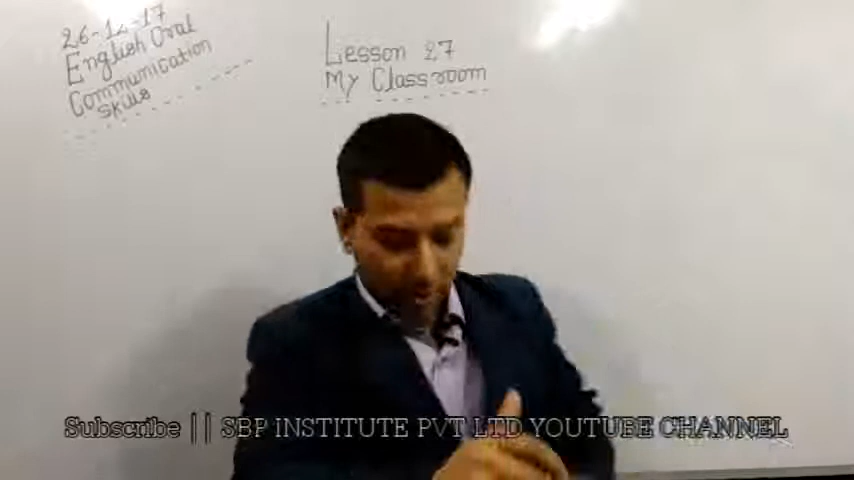 26-12-17
English Oral
Communication
Skills
Lesson 27
My Classroom
Subscribe || SBP INSTITUTE PVT LTD YOUTUBE CHANNEL